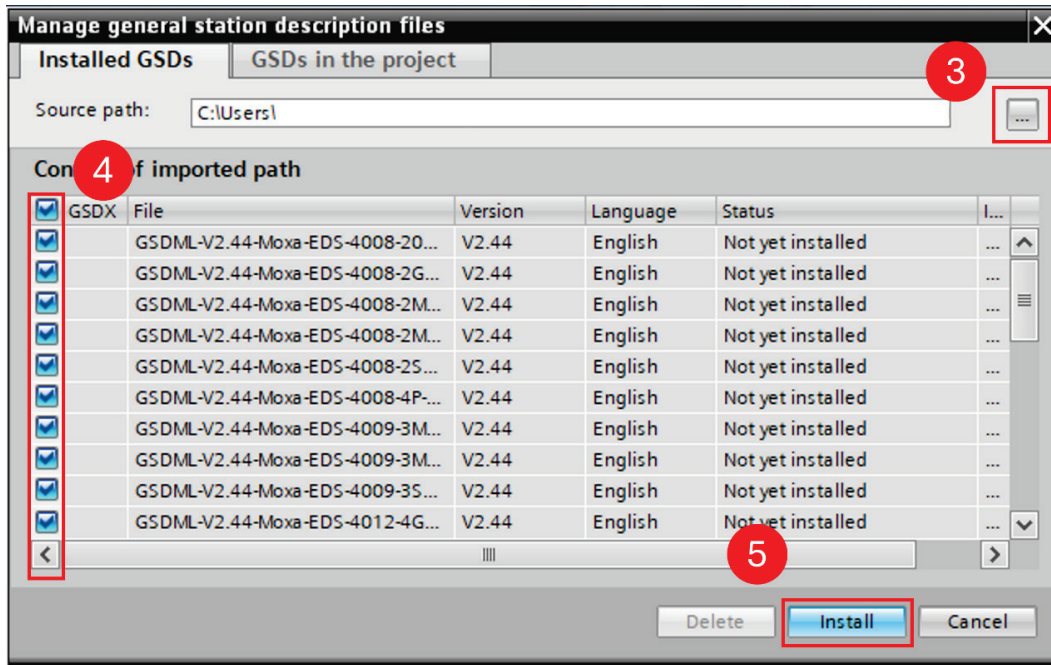 Manage general station description files
Installed GSDs GSDs in the project
3
Source path: C:\Users\ ...
4
Con f imported path
GSDX File Version Language Status I...
GSDML-V2.44-Moxa-EDS-4008-20... V2.44 English Not yet installed ...
GSDML-V2.44-Moxa-EDS-4008-2G... V2.44 English Not yet installed ...
GSDML-V2.44-Moxa-EDS-4008-2M... V2.44 English Not yet installed ...
GSDML-V2.44-Moxa-EDS-4008-2M... V2.44 English Not yet installed ...
GSDML-V2.44-Moxa-EDS-4008-2S... V2.44 English Not yet installed ...
GSDML-V2.44-Moxa-EDS-4008-4P-... V2.44 English Not yet installed ...
GSDML-V2.44-Moxa-EDS-4009-3M... V2.44 English Not yet installed ...
GSDML-V2.44-Moxa-EDS-4009-3M... V2.44 English Not yet installed ...
GSDML-V2.44-Moxa-EDS-4009-3S... V2.44 English Not yet installed ...
GSDML-V2.44-Moxa-EDS-4012-4G... V2.44 English Not yet installed ...
5
Delete Install Cancel